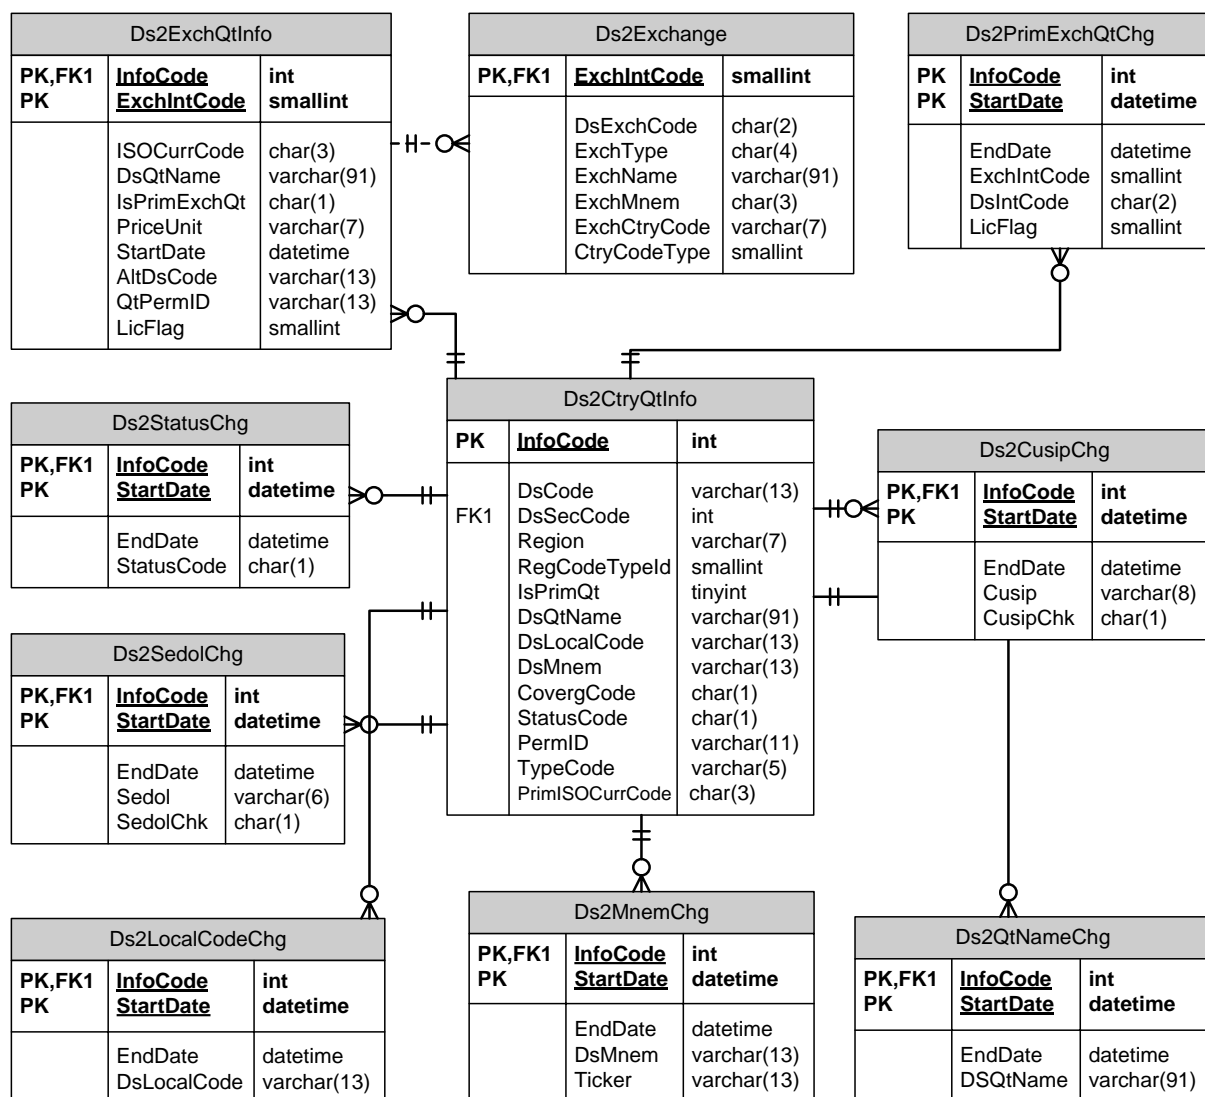 Ds2ExchQtInfo
PK,FK1 InfoCode int
PK ExchIntCode smallint
ISOCurrCode char(3)
DsQtName varchar(91)
IsPrimExchQt char(1)
PriceUnit varchar(7)
StartDate datetime
AltDsCode varchar(13)
QtPermID varchar(13)
LicFlag smallint
Ds2Exchange
PK,FK1 ExchIntCode smallint
DsExchCode char(2)
ExchType char(4)
ExchName varchar(91)
ExchMnem char(3)
ExchCtryCode varchar(7)
CtryCodeType smallint
Ds2PrimExchQtChg
PK InfoCode int
PK StartDate datetime
EndDate datetime
ExchIntCode smallint
DsIntCode char(2)
LicFlag smallint
Ds2StatusChg
PK,FK1 InfoCode int
PK StartDate datetime
EndDate datetime
StatusCode char(1)
Ds2CtryQtInfo
PK InfoCode int
DsCode varchar(13)
FK1 DsSecCode int
Region varchar(7)
RegCodeTypeId smallint
IsPrimQt tinyint
DsQtName varchar(91)
DsLocalCode varchar(13)
DsMnem varchar(13)
CovergCode char(1)
StatusCode char(1)
PermID varchar(11)
TypeCode varchar(5)
PrimISOCurrCode char(3)
Ds2CusipChg
PK,FK1 InfoCode int
PK StartDate datetime
EndDate datetime
Cusip varchar(8)
CusipChk char(1)
Ds2SedolChg
PK,FK1 InfoCode int
PK StartDate datetime
EndDate datetime
Sedol varchar(6)
SedolChk char(1)
Ds2LocalCodeChg
PK,FK1 InfoCode int
PK StartDate datetime
EndDate datetime
DsLocalCode varchar(13)
Ds2MnemChg
PK,FK1 InfoCode int
PK StartDate datetime
EndDate datetime
DsMnem varchar(13)
Ticker varchar(13)
Ds2QtNameChg
PK,FK1 InfoCode int
PK StartDate datetime
EndDate datetime
DSQtName varchar(91)